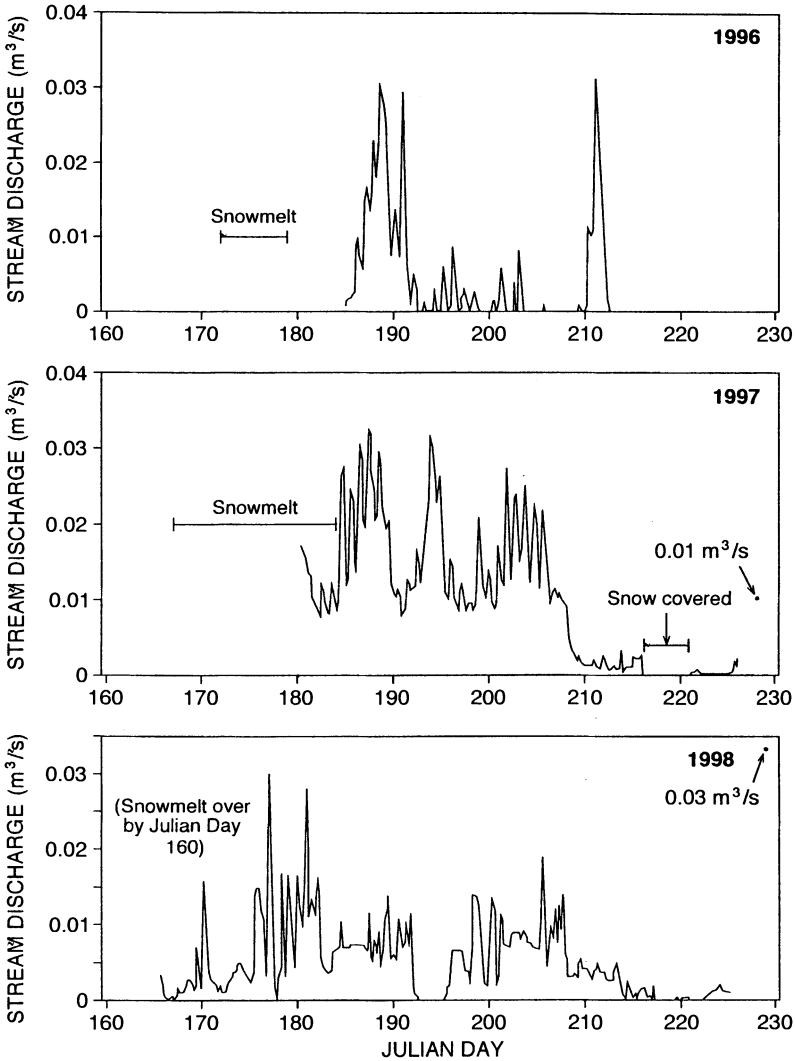 0.04
1996
0.03
0.02
Snowmelt
0.01
0
STREAM DISCHARGE (m³/s)
160 170 180 190 200 210 220 230
0.04
1997
0.03
Snowmelt
0.02
0.01 m³/s
0.01
Snow covered
0
STREAM DISCHARGE (m³/s)
160 170 180 190 200 210 220 230
1998
0.03
0.03 m³/s
(Snowmelt over
by Julian Day
160)
0.02
0.01
0
STREAM DISCHARGE (m³/s)
160 170 180 190 200 210 220 230
JULIAN DAY